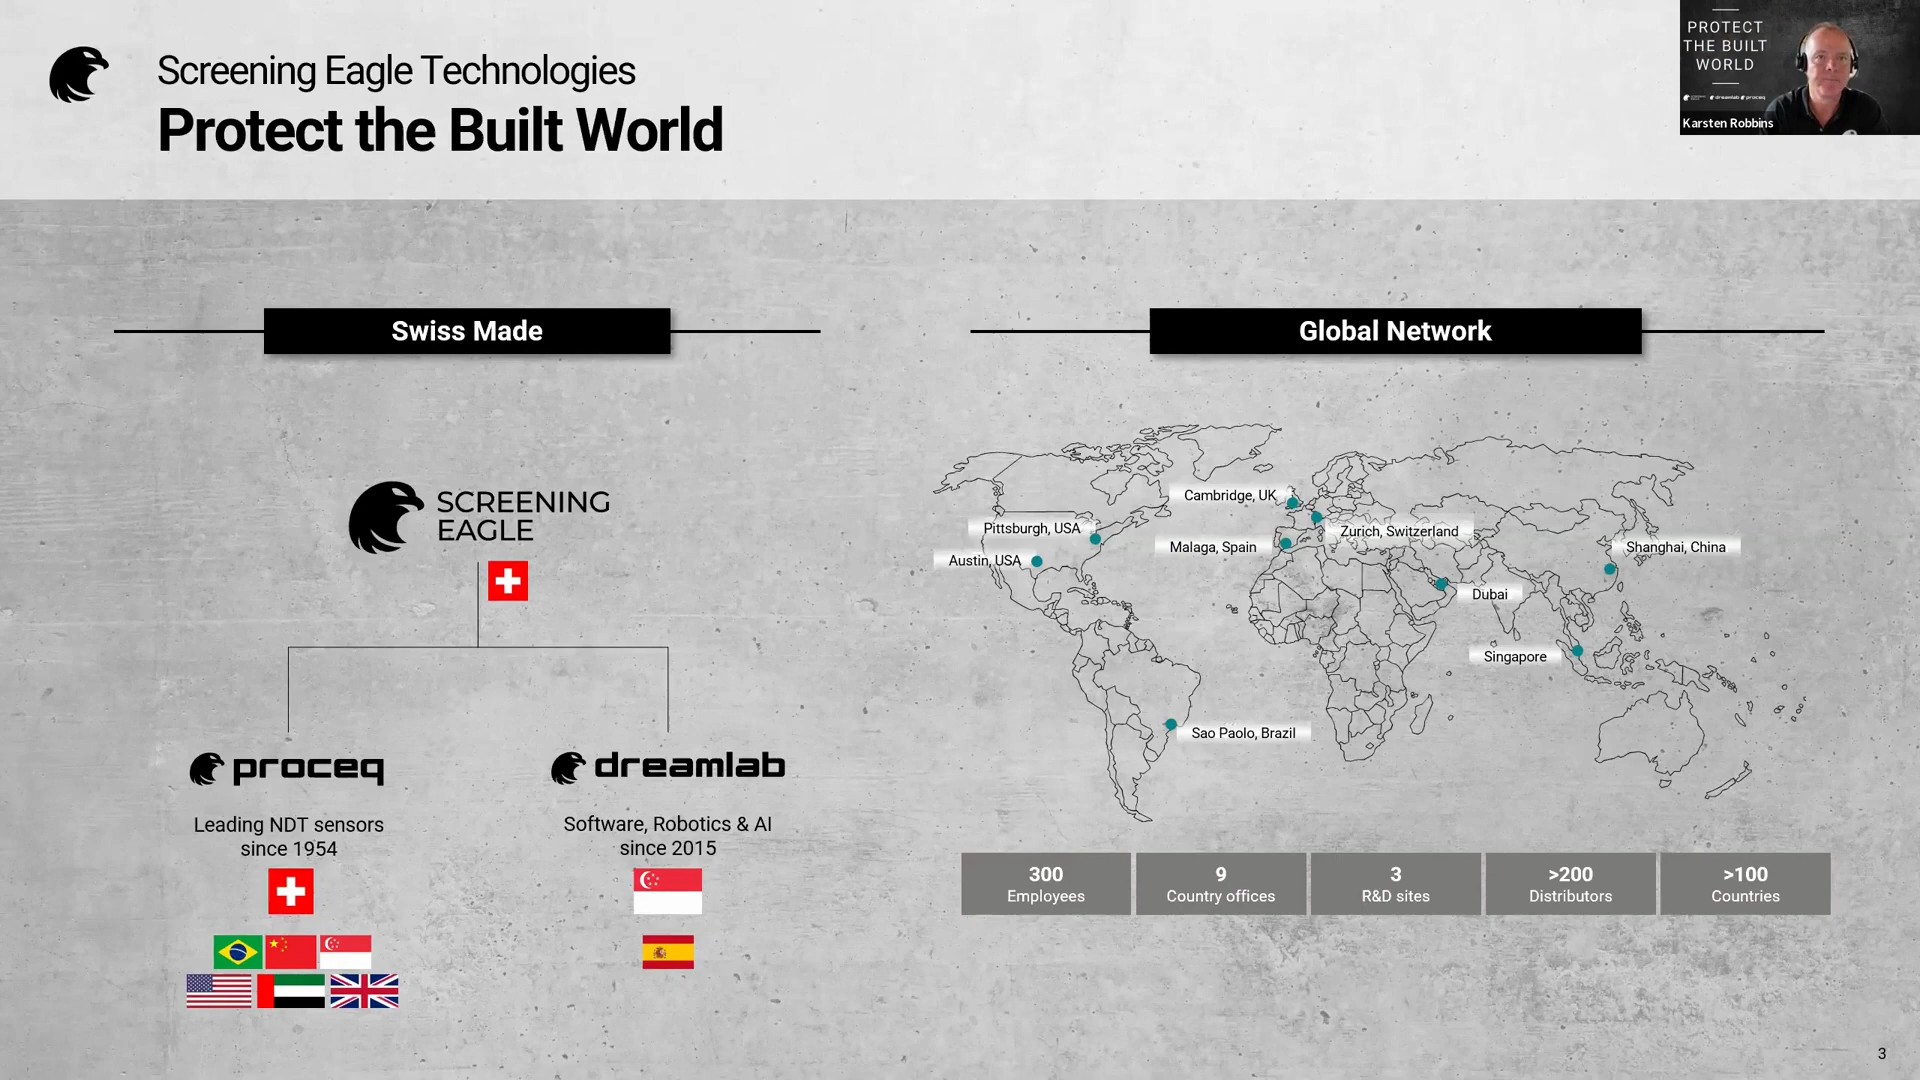 Screening Eagle Technologies
Protect the Built World
PROTECT
THE BUILT
WORLD
dreamlab proceq
Karsten Robbins
Swiss Made
Global Network
SCREENING
EAGLE
proceq
dreamlab
Leading NDT sensors
since 1954
Software, Robotics & AI
since 2015
Cambridge, UK
Pittsburgh, USA
Zurich, Switzerland
Malaga, Spain
Shanghai, China
Austin, USA
Dubai
Singapore
Sao Paolo, Brazil
300
Employees
9
Country offices
3
R&D sites
>200
Distributors
>100
Countries
3